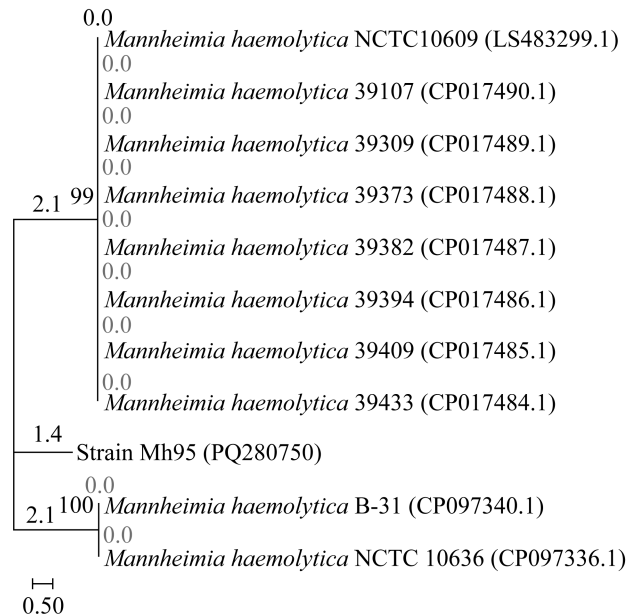 0.0
Mannheimia haemolytica NCTC10609 (LS483299.1)
0.0
Mannheimia haemolytica 39107 (CP017490.1)
0.0
Mannheimia haemolytica 39309 (CP017489.1)
0.0
2.1 99 Mannheimia haemolytica 39373 (CP017488.1)
0.0
Mannheimia haemolytica 39382 (CP017487.1)
0.0
Mannheimia haemolytica 39394 (CP017486.1)
0.0
Mannheimia haemolytica 39409 (CP017485.1)
0.0
Mannheimia haemolytica 39433 (CP017484.1)
1.4
Strain Mh95 (PQ280750)
0.0
2.1 100 Mannheimia haemolytica B-31 (CP097340.1)
0.0
Mannheimia haemolytica NCTC 10636 (CP097336.1)
0.50